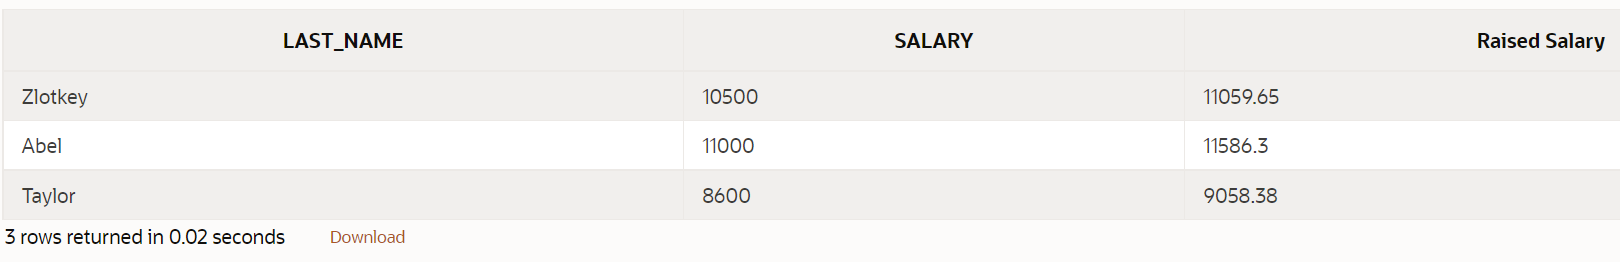 LAST_NAME SALARY Raised Salary
Zlotkey 10500 11059.65
Abel 11000 11586.3
Taylor 8600 9058.38
3 rows returned in 0.02 seconds Download